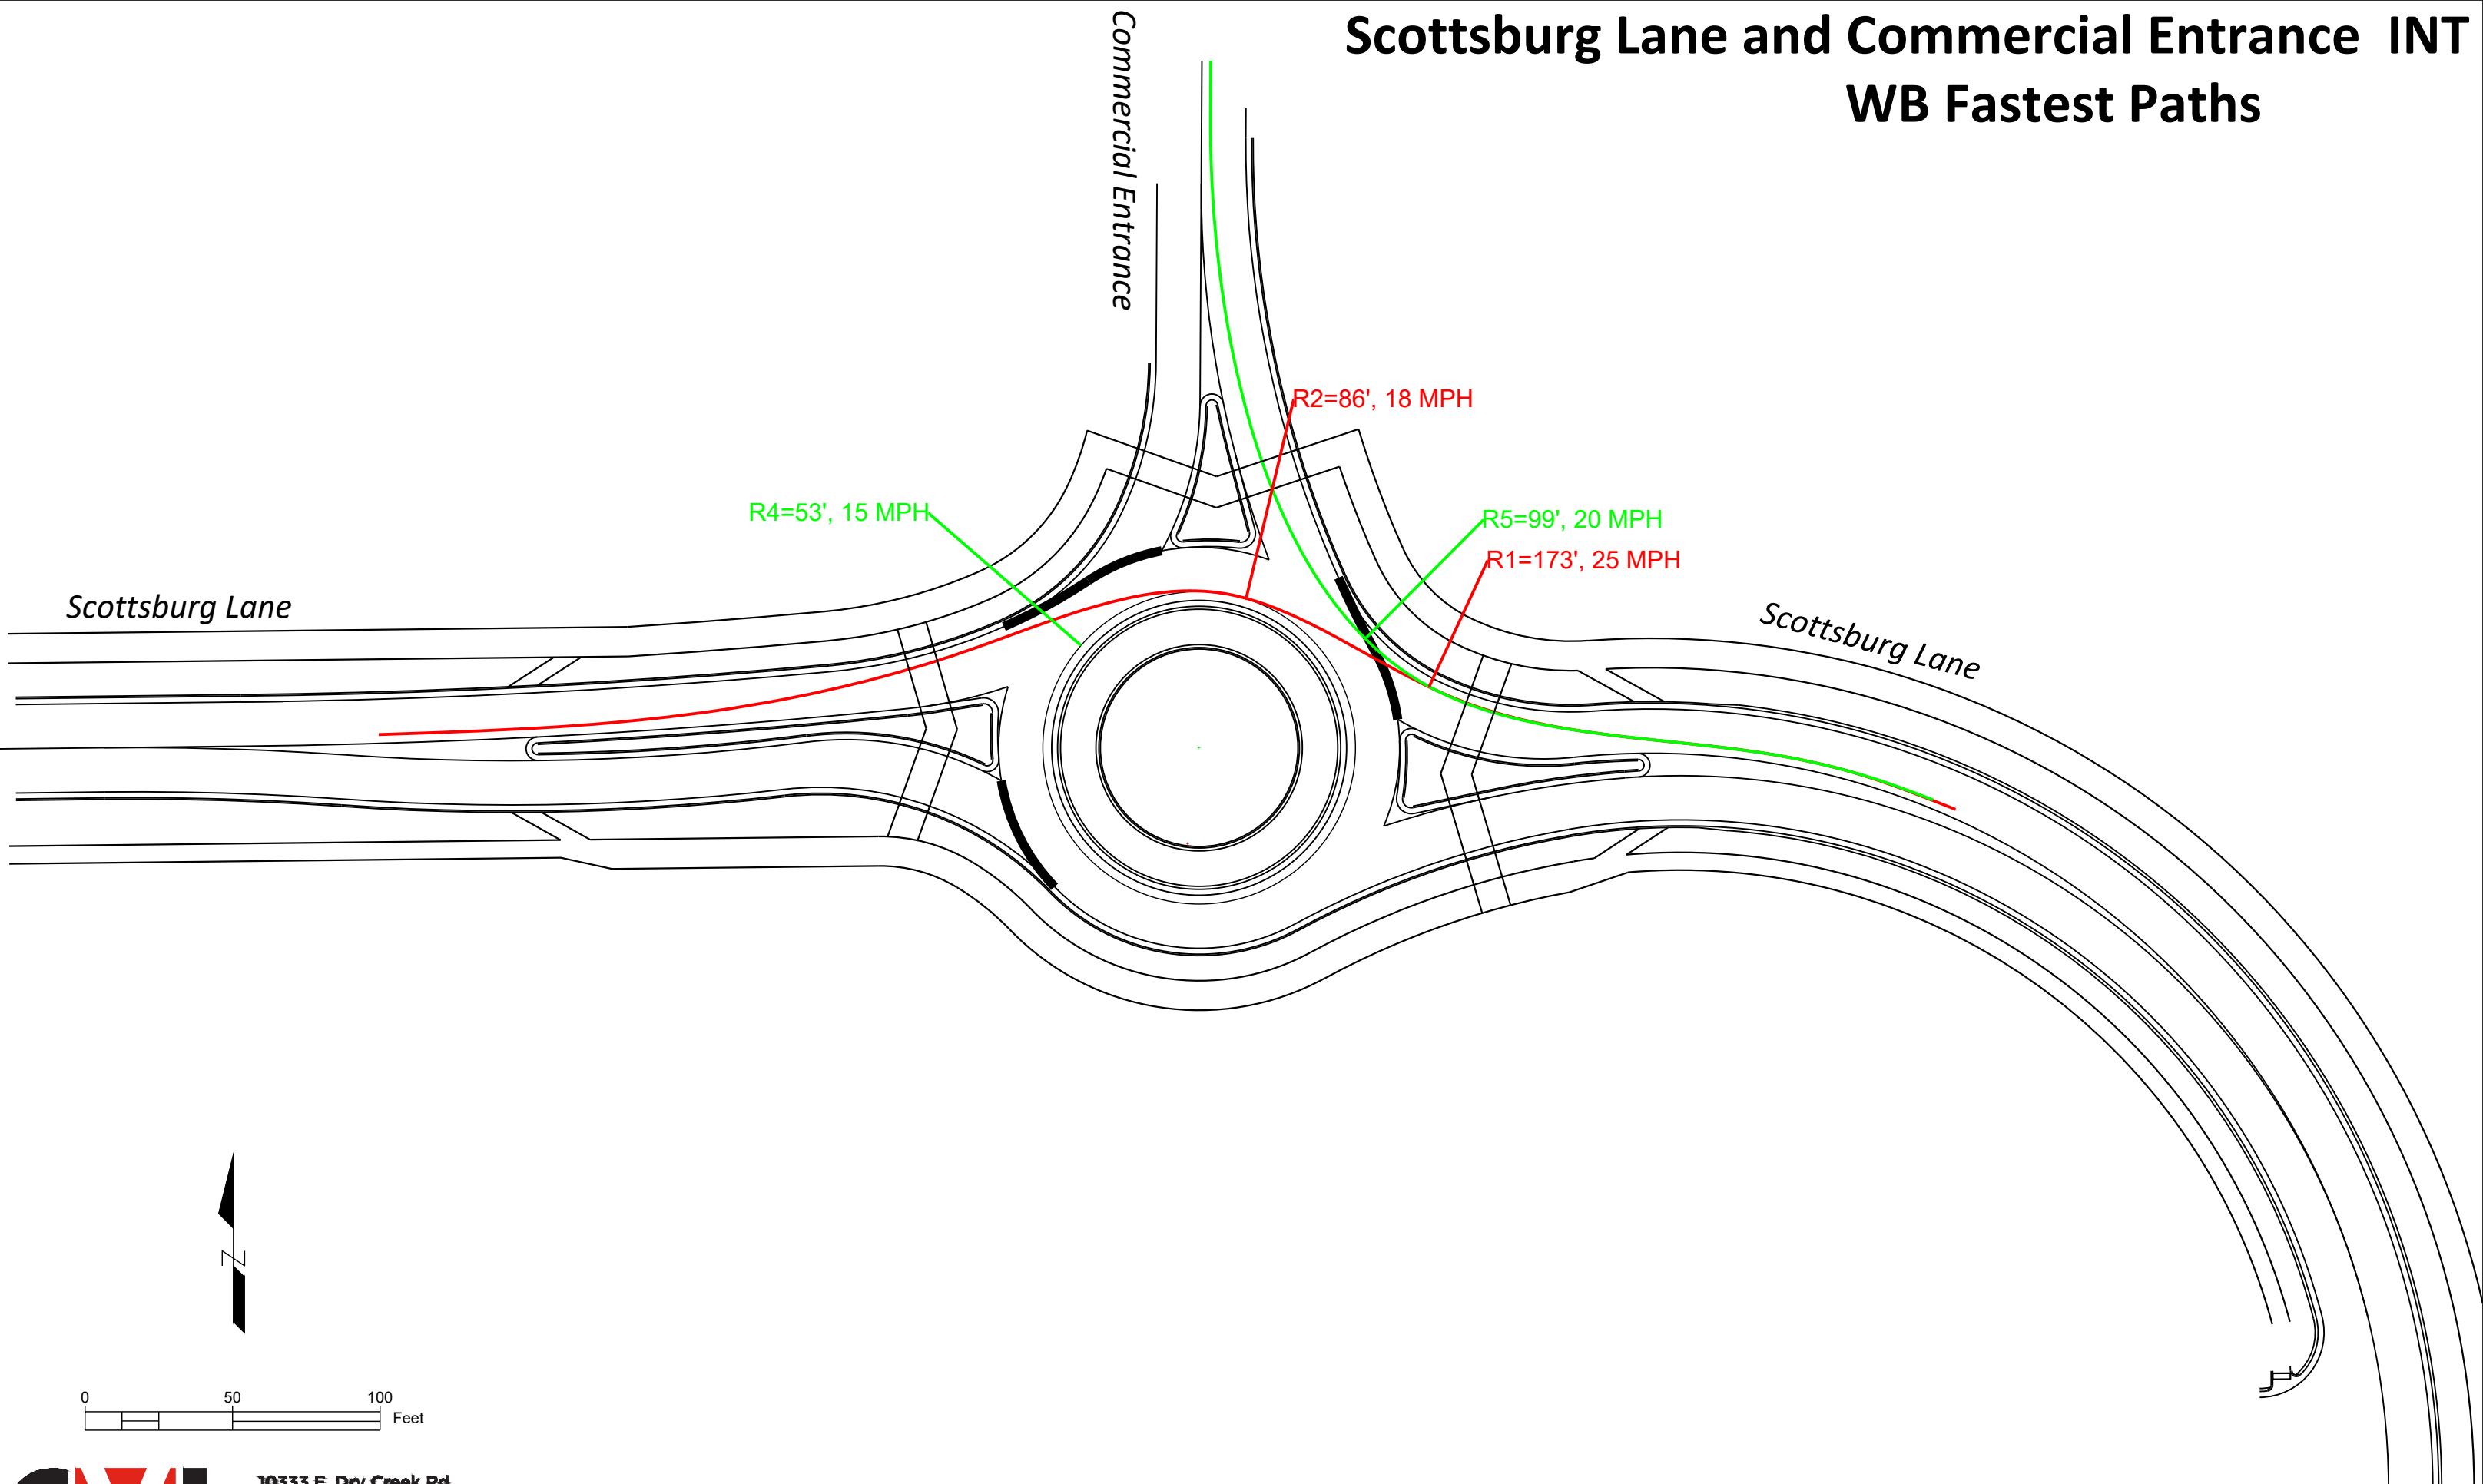 Scottsburg Lane and Commercial Entrance INT
WB Fastest Paths
Commercial Entrance
R2=86', 18 MPH
R4=53', 15 MPH
R5=99', 20 MPH
R1=173', 25 MPH
Scottsburg Lane
Scottsburg Lane
N
0 50 100
Feet
10333 E. Dry Creek Rd